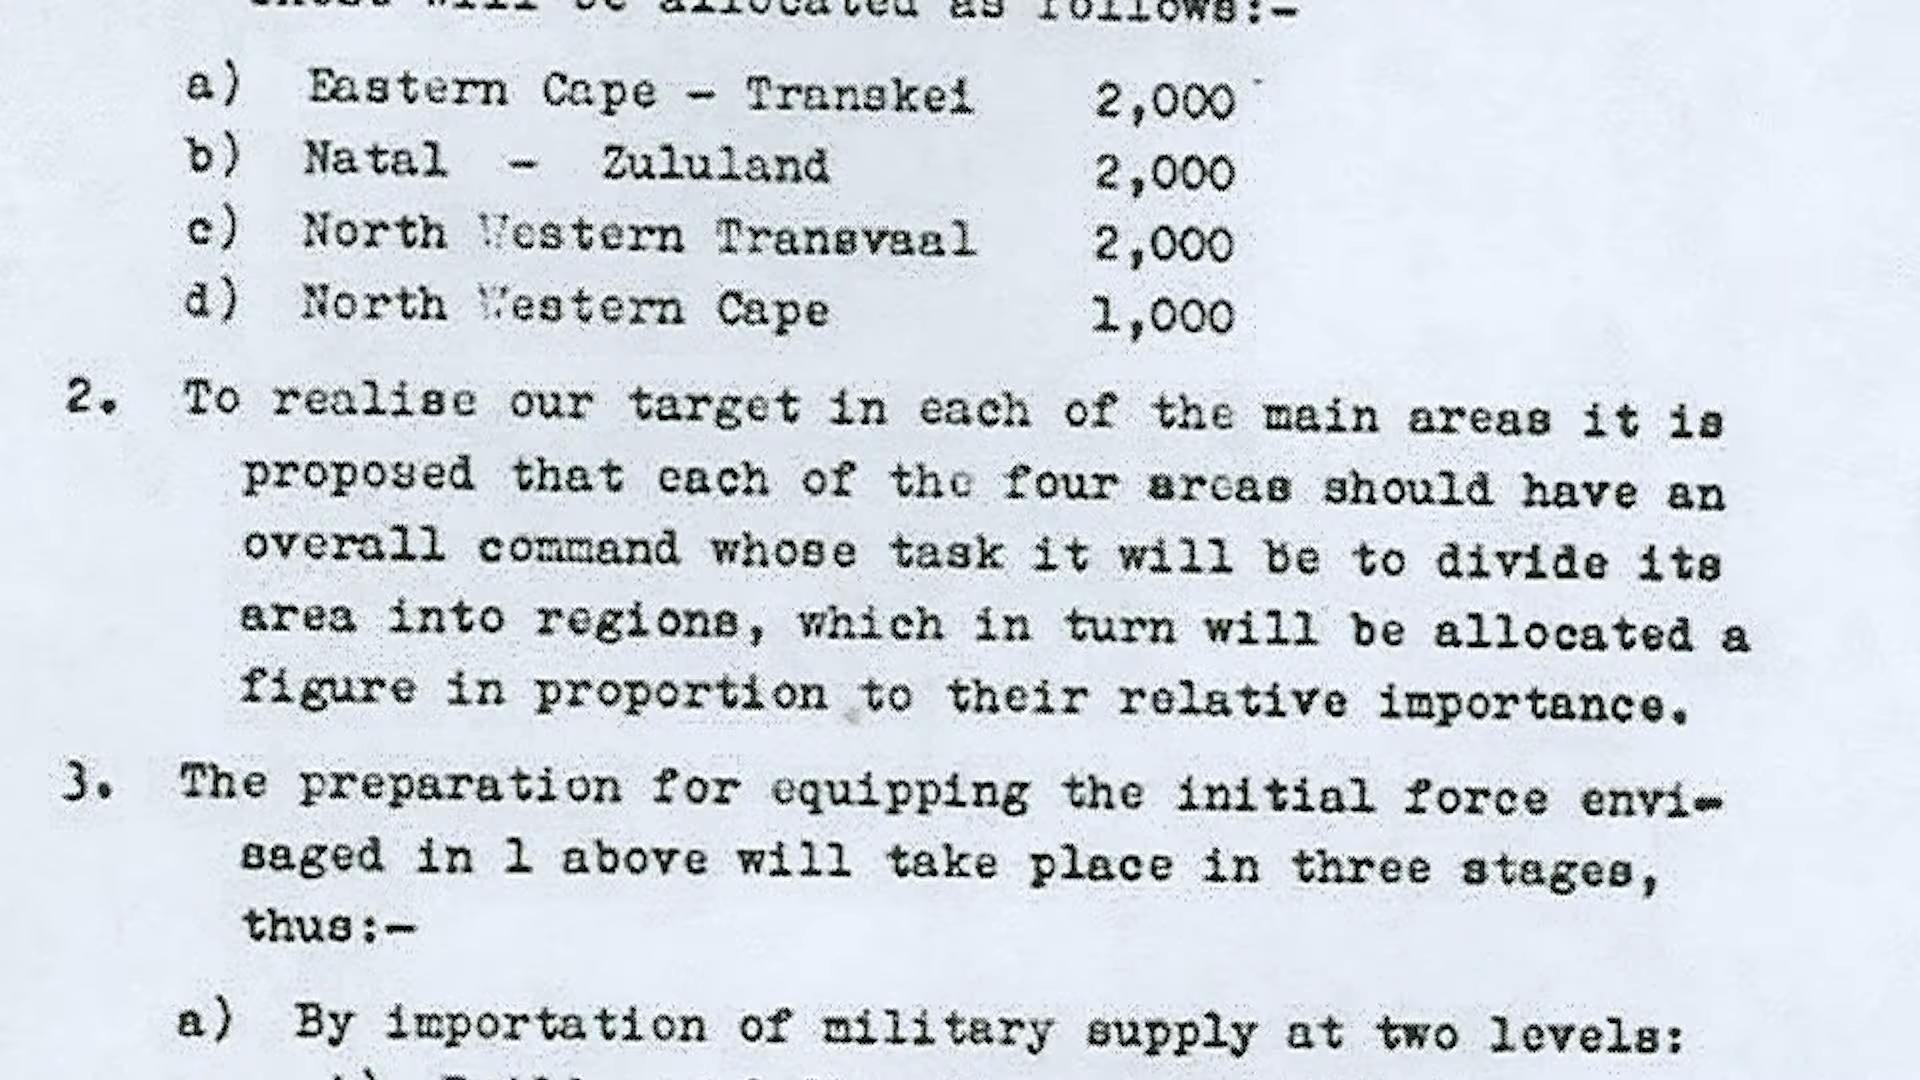 will be allocated as follows:-
a) Eastern Cape - Transkei 2,000
b) Natal - Zululand 2,000
c) North Western Transvaal 2,000
d) North Western Cape 1,000
2. To realise our target in each of the main areas it is
proposed that each of the four areas should have an
overall command whose task it will be to divide its
area into regions, which in turn will be allocated a
figure in proportion to their relative importance.
3. The preparation for equipping the initial force envi-
saged in 1 above will take place in three stages,
thus:-
a) By importation of military supply at two levels: